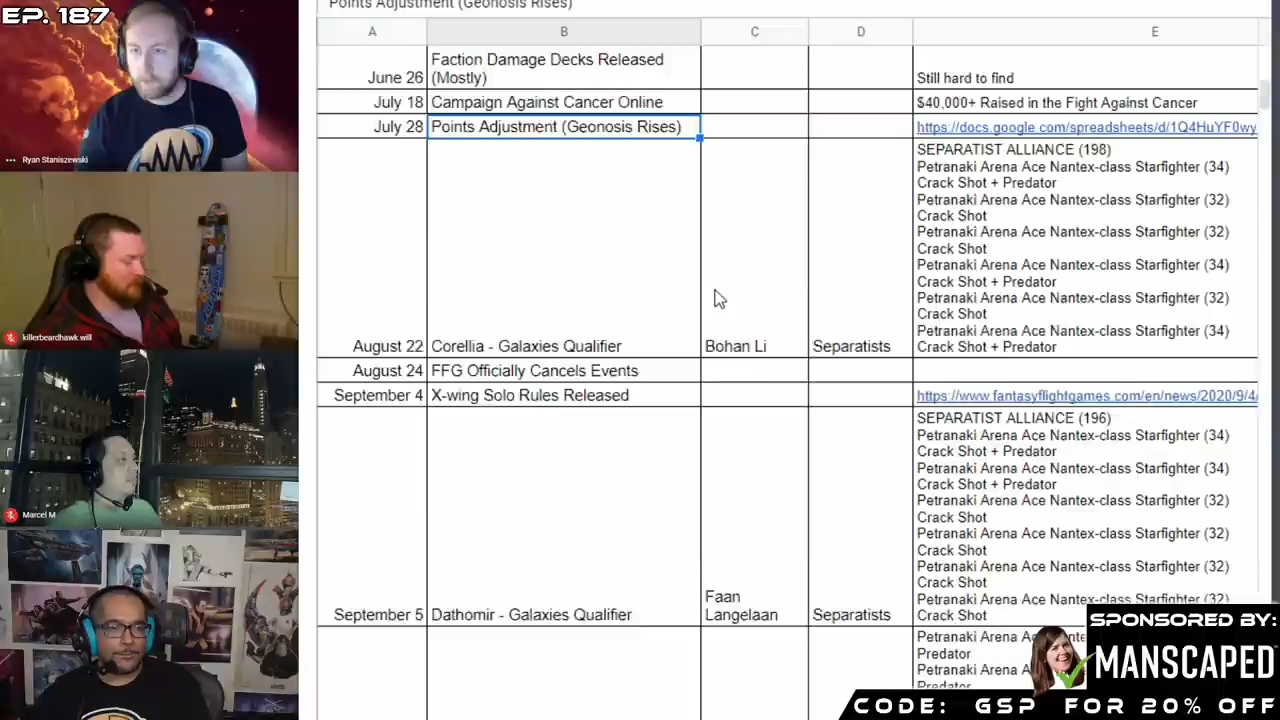 EP. 187
Ryan Staniszewski
killerbeardhawk.will
Marcel M
Points Adjustment (Geonosis Rises)
A B C D E
June 26
Faction Damage Decks Released
(Mostly)
Still hard to find
July 18 Campaign Against Cancer Online $40,000+ Raised in the Fight Against Cancer
July 28 Points Adjustment (Geonosis Rises) https://docs.google.com/spreadsheets/d/1Q4HuYF0wy
SEPARATIST ALLIANCE (198)
Petranaki Arena Ace Nantex-class Starfighter (34)
Crack Shot + Predator
Petranaki Arena Ace Nantex-class Starfighter (32)
Crack Shot
Petranaki Arena Ace Nantex-class Starfighter (32)
Crack Shot
Petranaki Arena Ace Nantex-class Starfighter (34)
Crack Shot + Predator
Petranaki Arena Ace Nantex-class Starfighter (32)
Crack Shot
Petranaki Arena Ace Nantex-class Starfighter (34)
Crack Shot + Predator
August 22 Corellia - Galaxies Qualifier Bohan Li Separatists
August 24 FFG Officially Cancels Events
September 4 X-wing Solo Rules Released https://www.fantasyflightgames.com/en/news/2020/9/4/
SEPARATIST ALLIANCE (196)
Petranaki Arena Ace Nantex-class Starfighter (34)
Crack Shot + Predator
Petranaki Arena Ace Nantex-class Starfighter (34)
Crack Shot + Predator
Petranaki Arena Ace Nantex-class Starfighter (32)
Crack Shot
Petranaki Arena Ace Nantex-class Starfighter (32)
Crack Shot
Petranaki Arena Ace Nantex-class Starfighter (32)
Crack Shot
Petranaki Arena Ace Nantex-class Starfighter (32)
Crack Shot
September 5 Dathomir - Galaxies Qualifier
Faan
Langelaan
Separatists
Petranaki Arena Ace
Predator
Petranaki Arena
Predator
SPONSORED BY:
MANSCAPED
CODE: GSP FOR 20% OFF